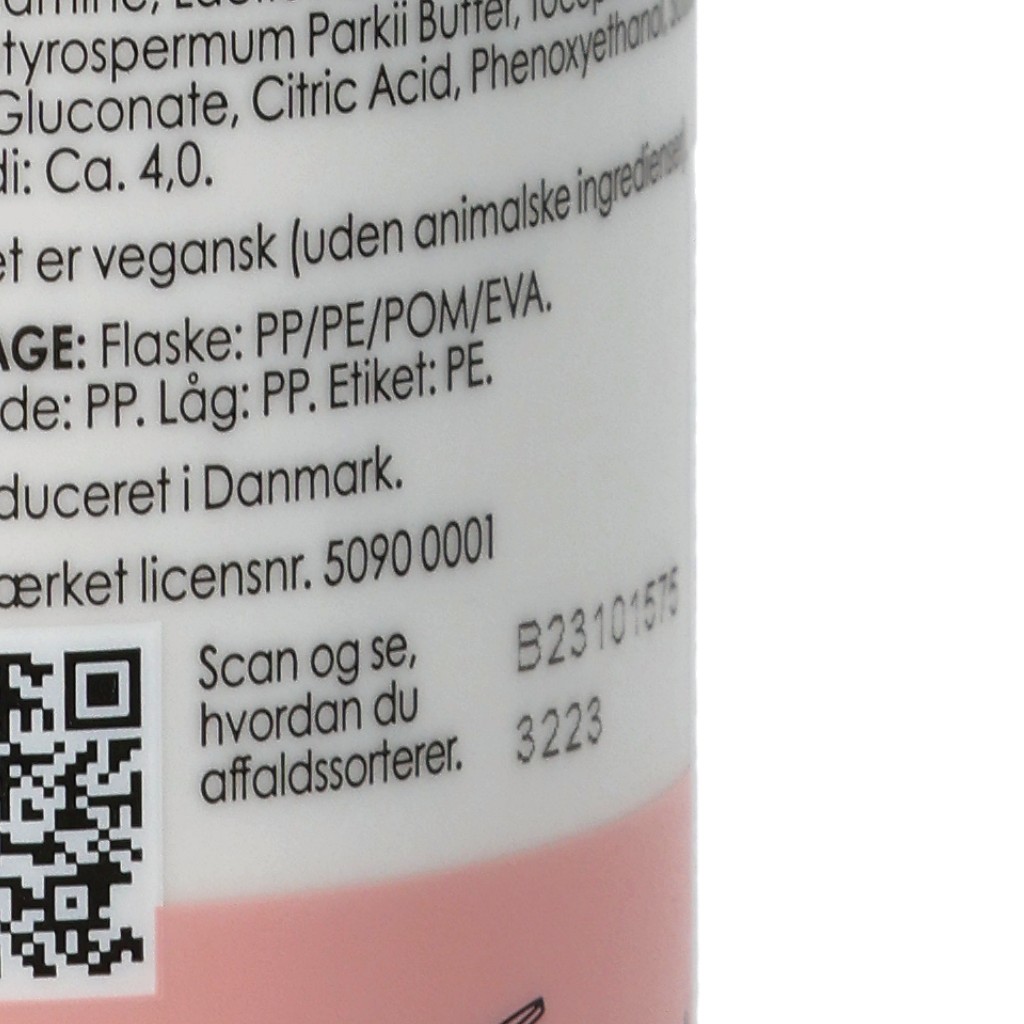 tyrospermum Parkii Butter,
Gluconate, Citric Acid, Phenoxyethanol,
di: Ca. 4,0.
et er vegansk (uden animalske ingredienser)
AGE: Flaske: PP/PE/POM/EVA.
de: PP. Låg: PP. Etiket: PE.
duceret i Danmark.
ærket licensnr. 5090 0001
Scan og se,
hvordan du
affaldssorterer.
B23101575
3223